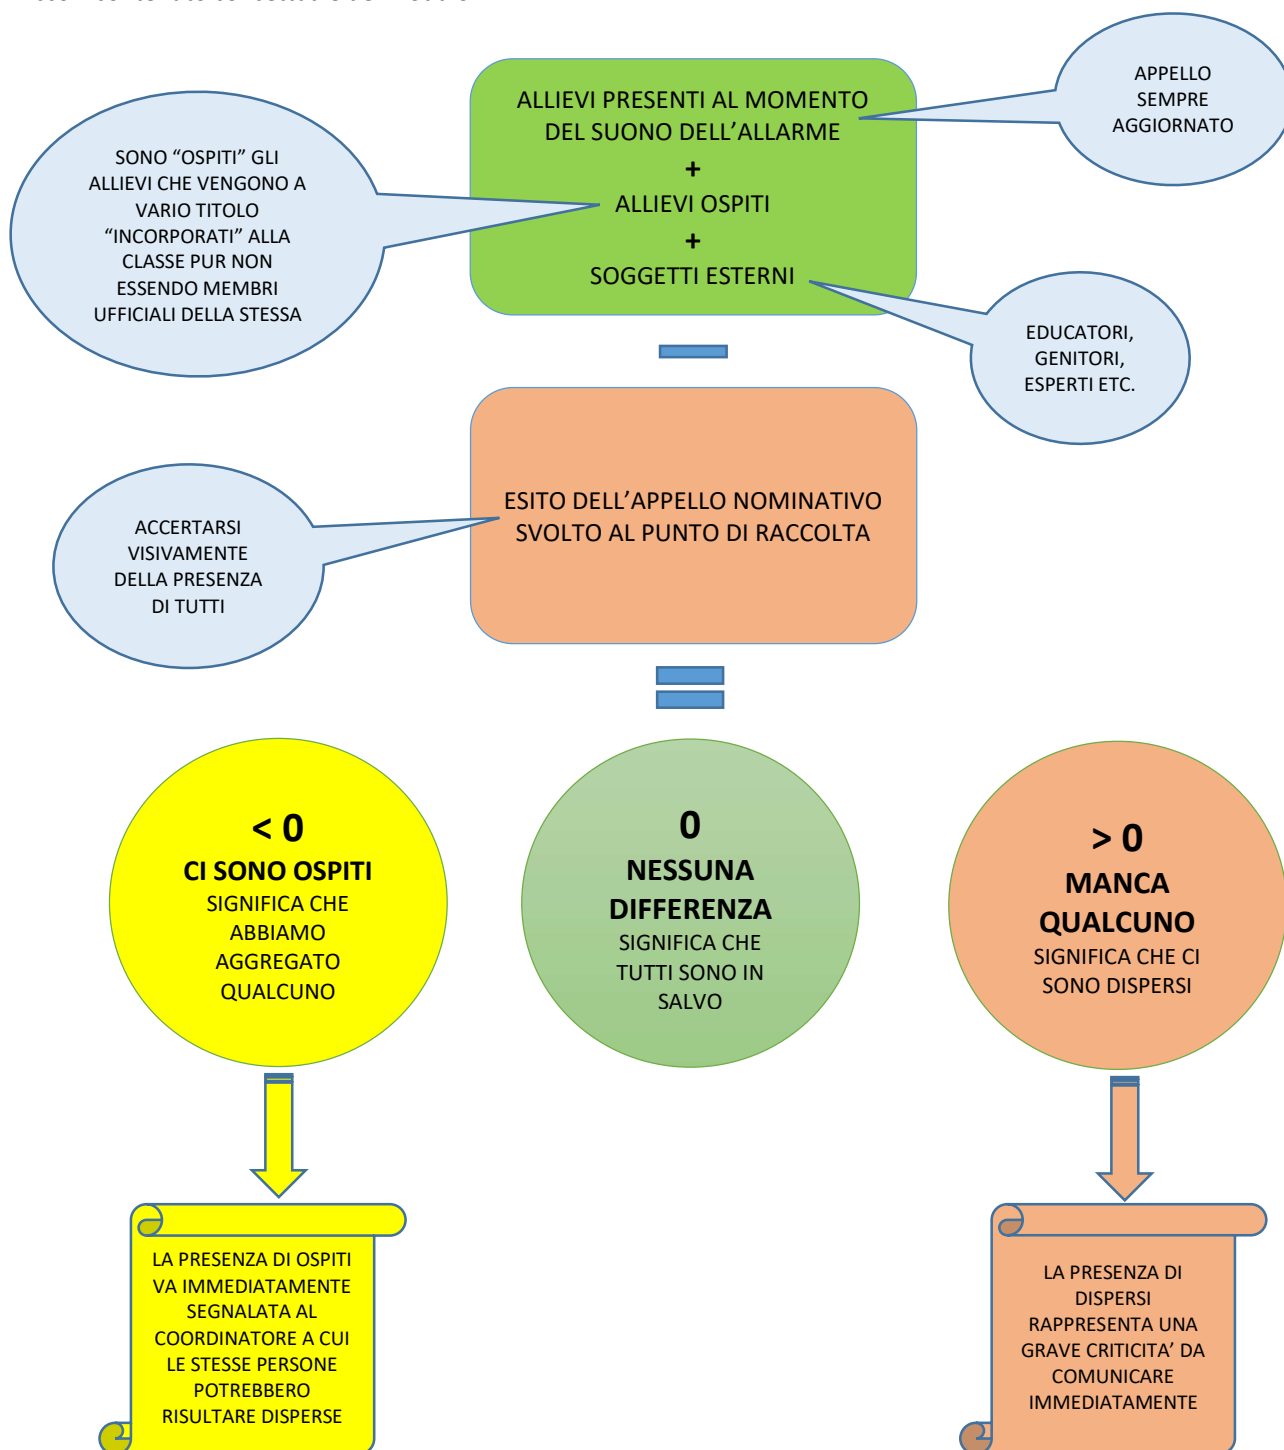 APPELLO
SEMPRE
AGGIORNATO
ALLIEVI PRESENTI AL MOMENTO
DEL SUONO DELL’ALLARME
+
ALLIEVI OSPITI
+
SOGGETTI ESTERNI
SONO “OSPITI” GLI
ALLIEVI CHE VENGONO A
VARIO TITOLO
“INCORPORATI” ALLA
CLASSE PUR NON
ESSENDO MEMBRI
UFFICIALI DELLA STESSA
EDUCATORI,
GENITORI,
ESPERTI ETC.
ESITO DELL’APPELLO NOMINATIVO
SVOLTO AL PUNTO DI RACCOLTA
ACCERTARSI
VISIVAMENTE
DELLA PRESENZA
DI TUTTI
< 0
CI SONO OSPITI
SIGNIFICA CHE
ABBIAMO
AGGREGATO
QUALCUNO
0
NESSUNA
DIFFERENZA
SIGNIFICA CHE
TUTTI SONO IN
SALVO
> 0
MANCA
QUALCUNO
SIGNIFICA CHE CI
SONO DISPERSI
LA PRESENZA DI OSPITI
VA IMMEDIATAMENTE
SEGNALATA AL
COORDINATORE A CUI
LE STESSE PERSONE
POTREBBERO
RISULTARE DISPERSE
LA PRESENZA DI
DISPERSI
RAPPRESENTA UNA
GRAVE CRITICITA’ DA
COMUNICARE
IMMEDIATAMENTE